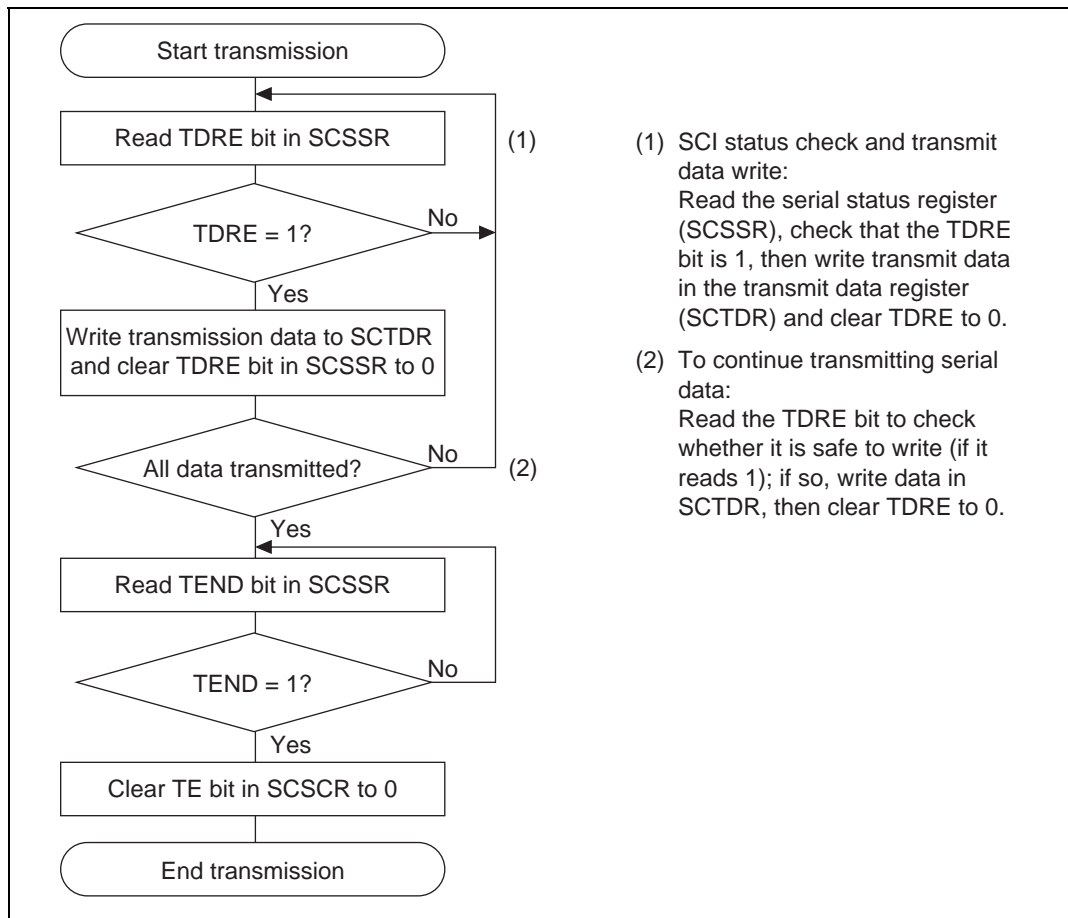 Start transmission
Read TDRE bit in SCSSR
(1)
TDRE = 1?
No
Yes
Write transmission data to SCTDR
and clear TDRE bit in SCSSR to 0
All data transmitted?
No
(2)
Yes
Read TEND bit in SCSSR
TEND = 1?
No
Yes
Clear TE bit in SCSCR to 0
End transmission
(1) SCI status check and transmit
data write:
Read the serial status register
(SCSSR), check that the TDRE
bit is 1, then write transmit data
in the transmit data register
(SCTDR) and clear TDRE to 0.
(2) To continue transmitting serial
data:
Read the TDRE bit to check
whether it is safe to write (if it
reads 1); if so, write data in
SCTDR, then clear TDRE to 0.